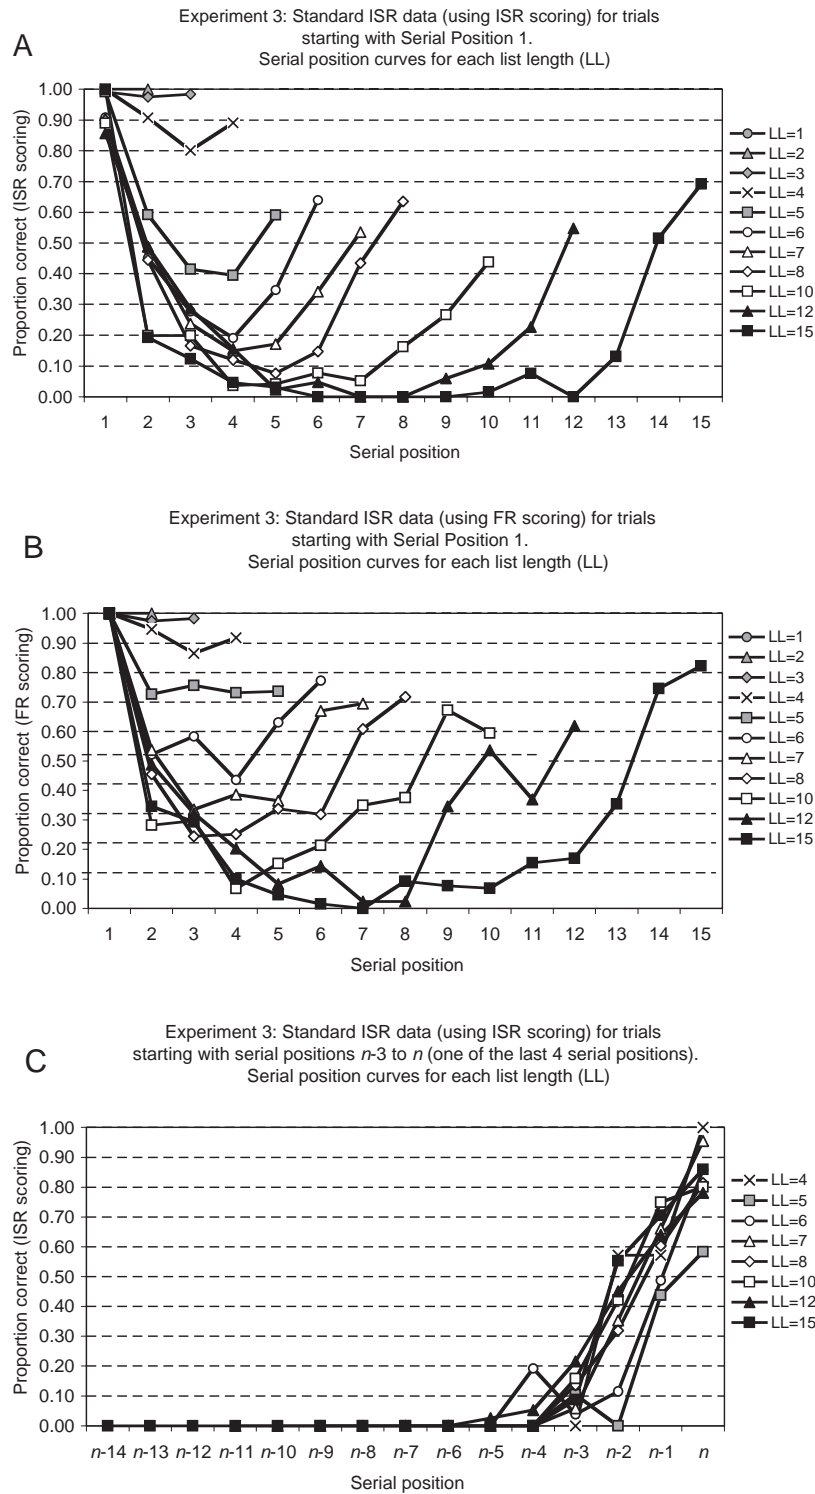 A
Experiment 3: Standard ISR data (using ISR scoring) for trials
starting with Serial Position 1.
Serial position curves for each list length (LL)
Proportion correct (ISR scoring)
1.00
0.90
0.80
0.70
0.60
0.50
0.40
0.30
0.20
0.10
0.00
1 2 3 4 5 6 7 8 9 10 11 12 13 14 15
Serial position
LL=1
LL=2
LL=3
LL=4
LL=5
LL=6
LL=7
LL=8
LL=10
LL=12
LL=15
B
Experiment 3: Standard ISR data (using FR scoring) for trials
starting with Serial Position 1.
Serial position curves for each list length (LL)
Proportion correct (FR scoring)
1.00
0.90
0.80
0.70
0.60
0.50
0.40
0.30
0.20
0.10
0.00
1 2 3 4 5 6 7 8 9 10 11 12 13 14 15
Serial position
LL=1
LL=2
LL=3
LL=4
LL=5
LL=6
LL=7
LL=8
LL=10
LL=12
LL=15
C
Experiment 3: Standard ISR data (using ISR scoring) for trials
starting with serial positions n-3 to n (one of the last 4 serial positions).
Serial position curves for each list length (LL)
Proportion correct (ISR scoring)
1.00
0.90
0.80
0.70
0.60
0.50
0.40
0.30
0.20
0.10
0.00
n-14 n-13 n-12 n-11 n-10 n-9 n-8 n-7 n-6 n-5 n-4 n-3 n-2 n-1 n
Serial position
LL=4
LL=5
LL=6
LL=7
LL=8
LL=10
LL=12
LL=15